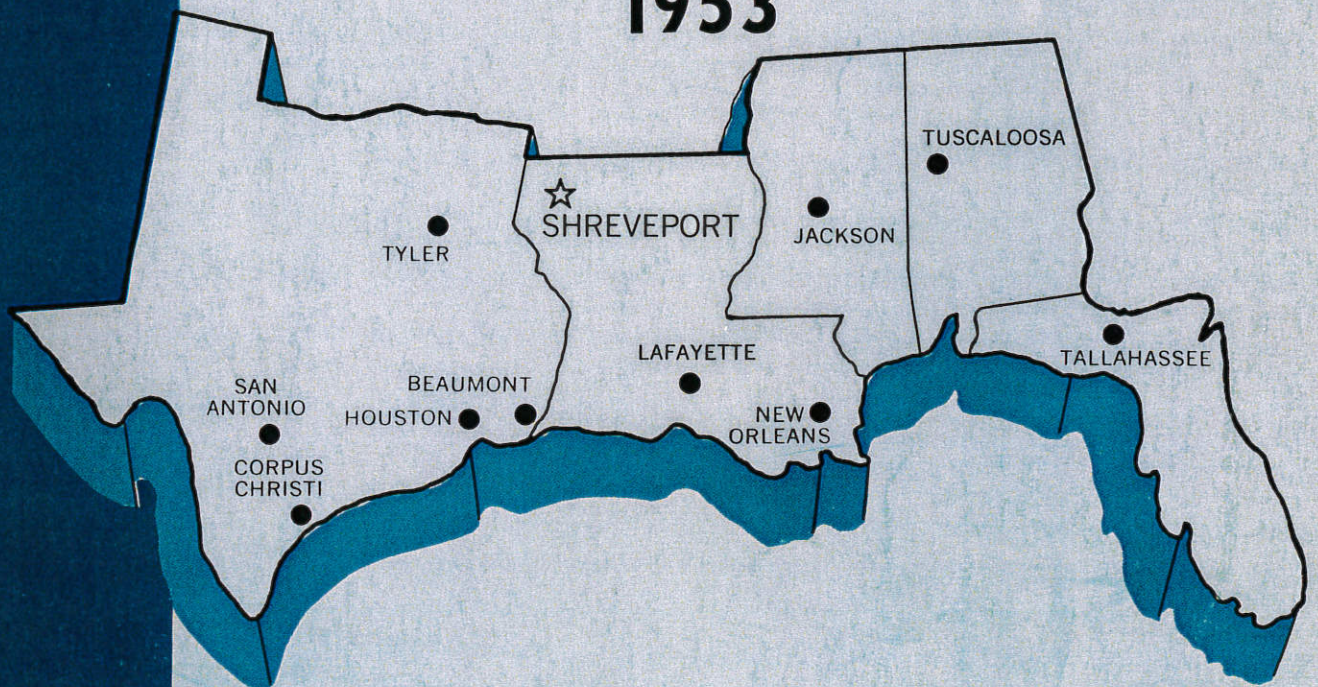 1953
TUSCALOOSA
SHREVEPORT
JACKSON
TYLER
LAFAYETTE
TALLAHASSEE
SAN
ANTONIO
BEAUMONT
HOUSTON
NEW
ORLEANS
CORPUS
CHRISTI